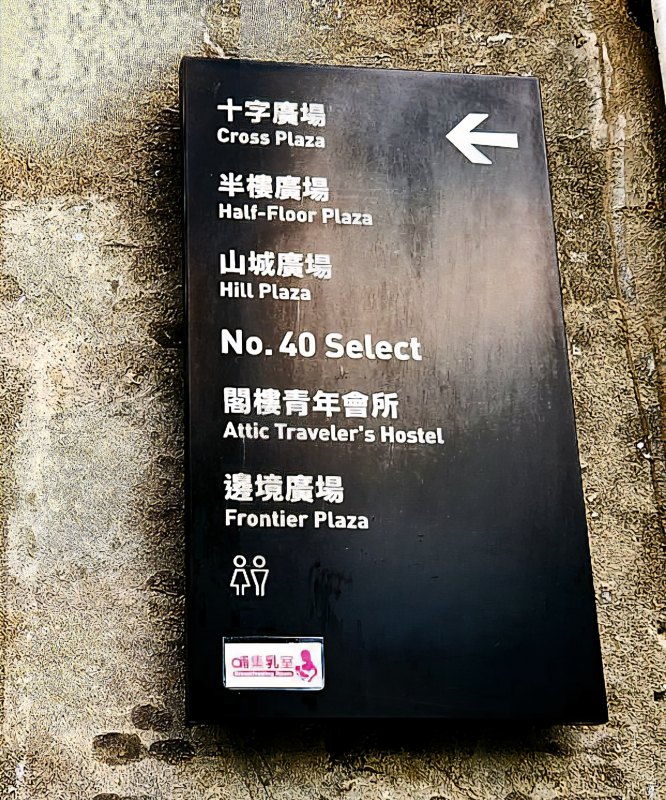 十字廣場
Cross Plaza
半樓廣場
Half-Floor Plaza
山城廣場
Hill Plaza
No. 40 Select
閣樓青年會所
Attic Traveler's Hostel
邊境廣場
Frontier Plaza
哺集乳室
Breastfeeding Room